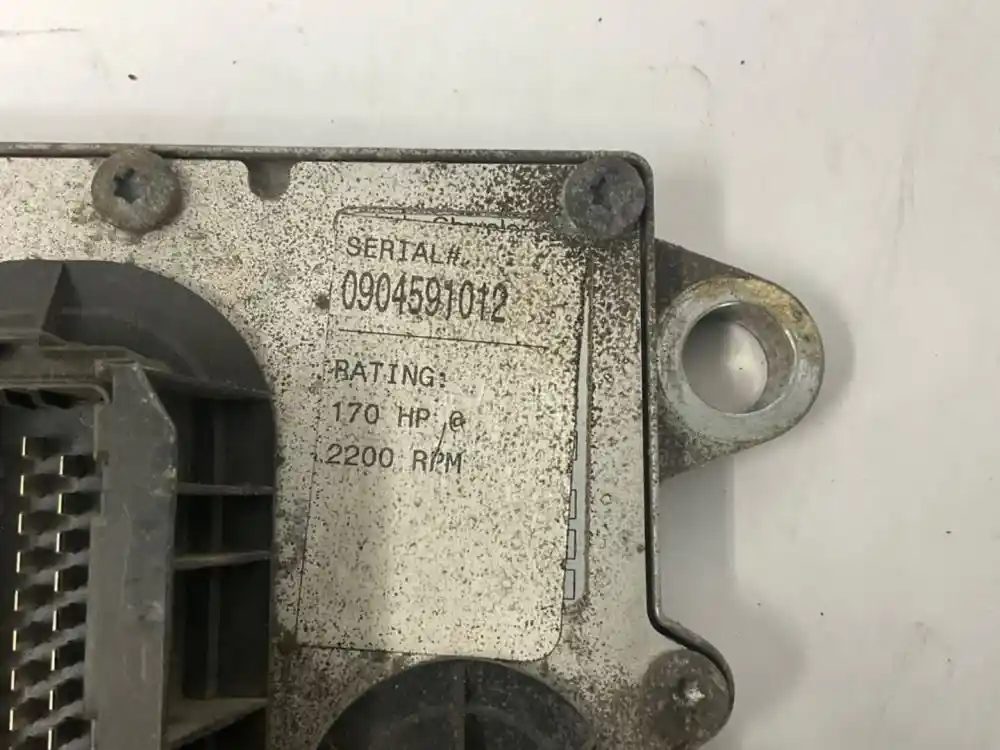 SERIAL#
0904591012
RATING:
170 HP @
2200 RPM